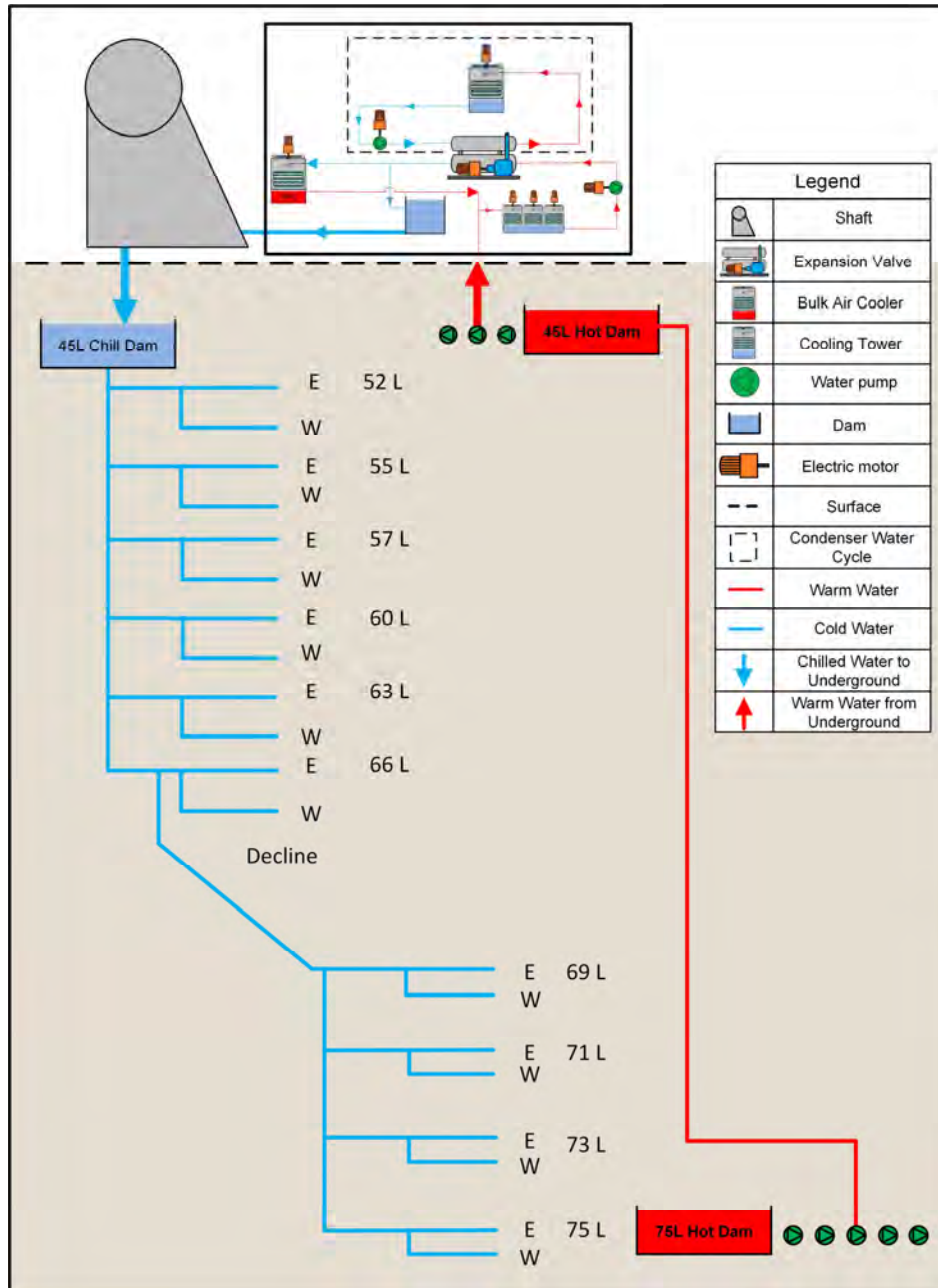 Legend
Shaft
Expansion Valve
Bulk Air Cooler
Cooling Tower
Water pump
Dam
Electric motor
Surface
Condenser Water
Cycle
Warm Water
Cold Water
Chilled Water to
Underground
Warm Water from
Underground
45L Chill Dam
45L Hot Dam
E 52 L
W
E 55 L
W
E 57 L
W
E 60 L
W
E 63 L
W
E 66 L
W
Decline
E 69 L
W
E 71 L
W
E 73 L
W
E 75 L
W
75L Hot Dam